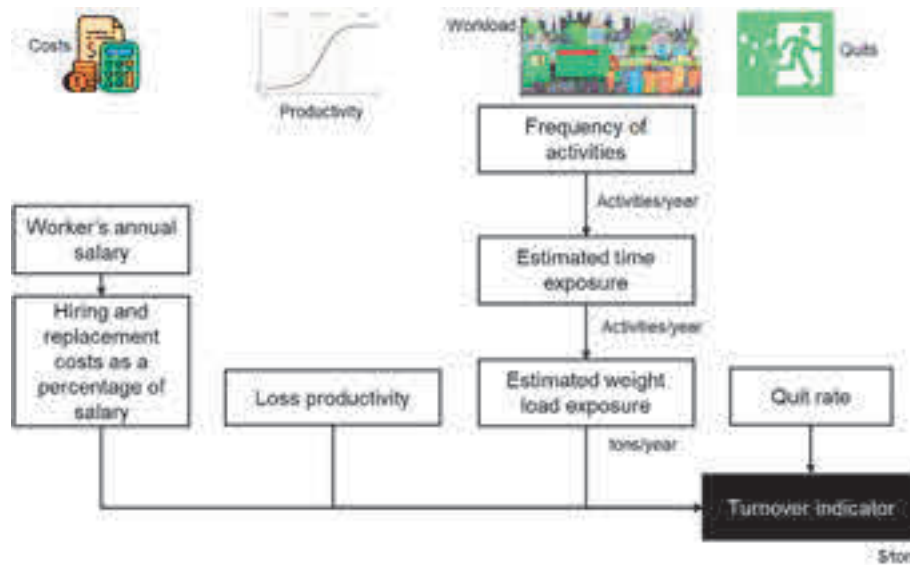 Costs
Productivity
Workload
Quits
Frequency of
activities
Activities/year
Worker's annual
salary
Estimated time
exposure
Hiring and
replacement
costs as a
percentage of
salary
Activities/year
Loss productivity
Estimated weight
load exposure
Quit rate
tons/year
Turnover indicator
$/ton